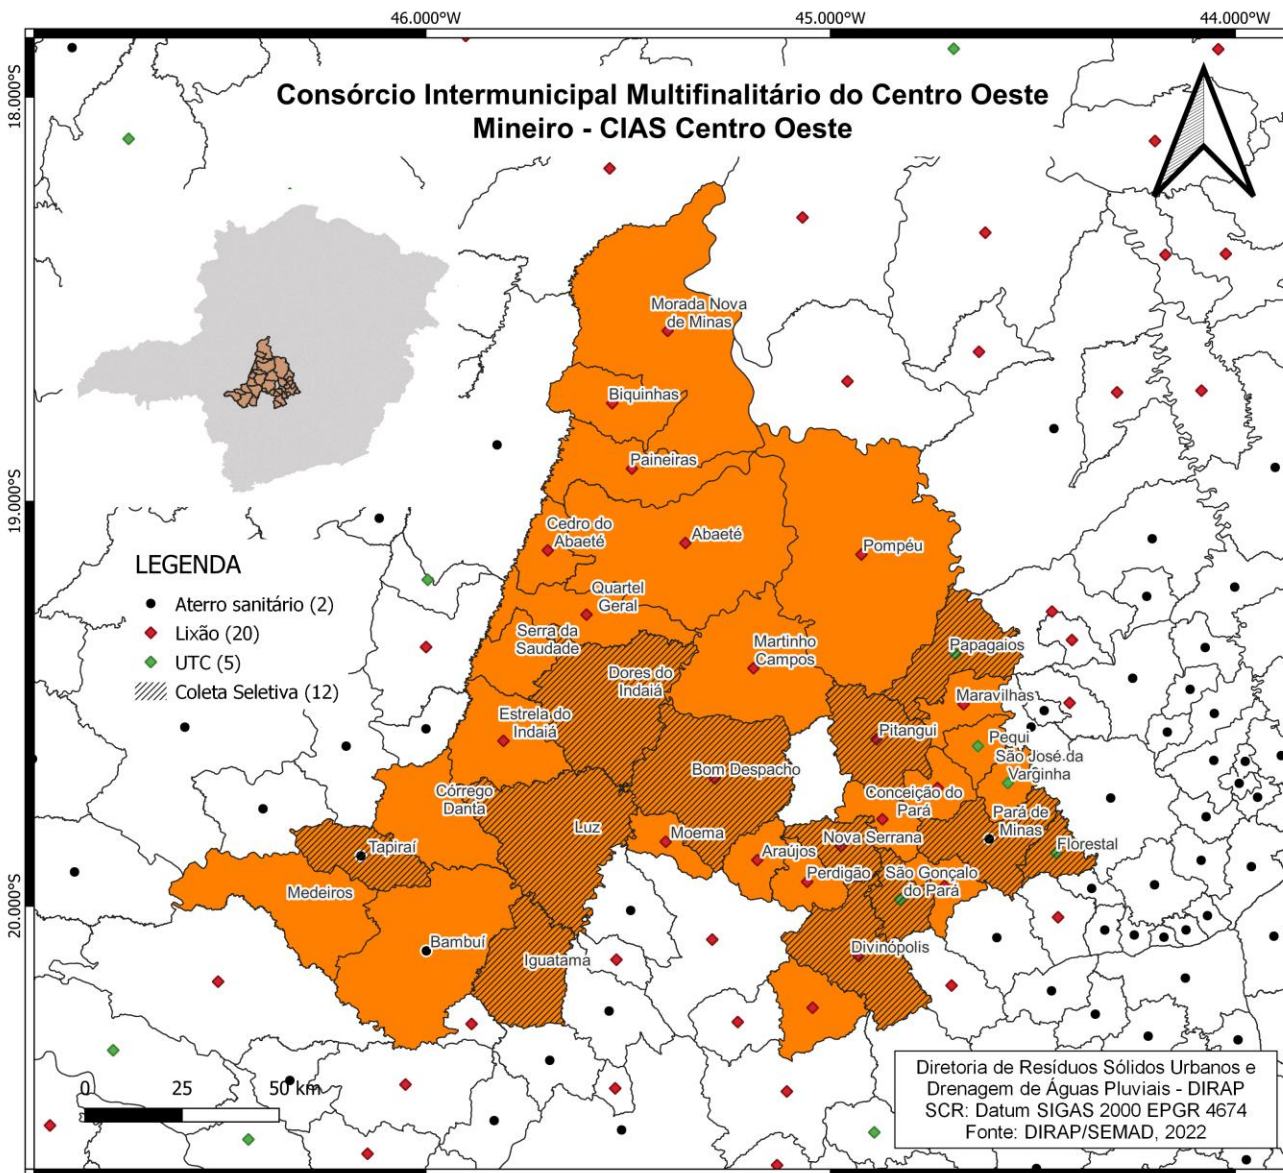 46.000°W
45.000°W
44.000°W
18.000°S
Consórcio Intermunicipal Multifinalitário do Centro Oeste
Mineiro - CIAS Centro Oeste
Morada Nova
de Minas
Biquinhas
Paineiras
19.000°S
Cedro do
Abaeté
Abaeté
Pompéu
LEGENDA
Aterro sanitário (2)
Lixão (20)
UTC (5)
Coleta Seletiva (12)
Quartel
Geral
Serra da
Saudade
Martinho
Campos
Papagaios
Dores do
Indaiá
Maravilhas
Estrela do
Indaiá
Pitangui
Pequi
São José da
Varginha
Bom Despacho
Córrego
Danta
Conceição do
Pará
Luz
Moema
Nova Serrana
Pará de
Minas
Florestal
Tapiraí
Araújos
Perdigão
São Gonçalo
do Pará
Medeiros
20.000°S
Bambuí
Iguatama
Divinópolis
0 25 50 km
Diretoria de Resíduos Sólidos Urbanos e
Drenagem de Águas Pluviais - DIRAP
SCR: Datum SIGAS 2000 EPGR 4674
Fonte: DIRAP/SEMAD, 2022